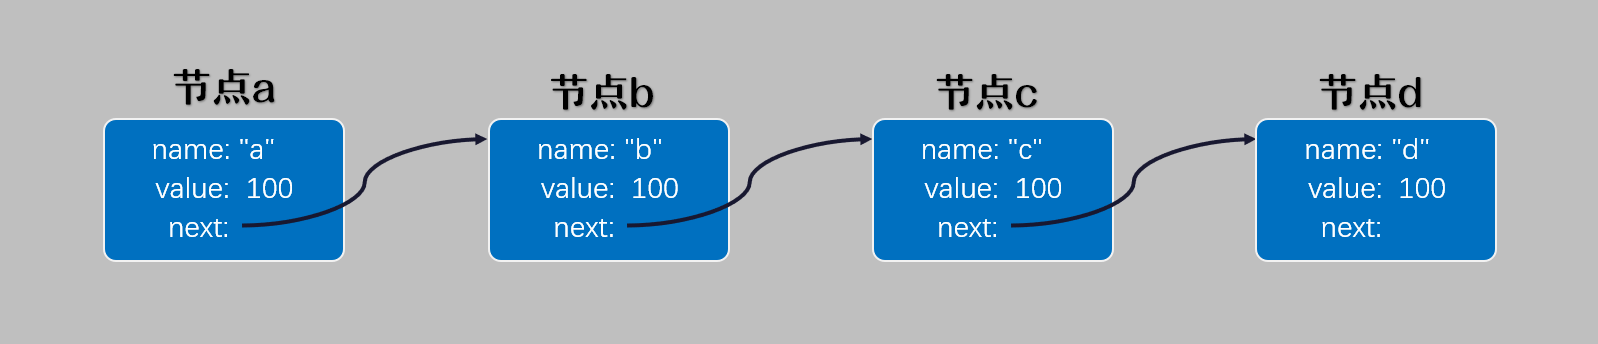 节点a
name: "a"
value: 100
next:
节点b
name: "b"
value: 100
next:
节点c
name: "c"
value: 100
next:
节点d
name: "d"
value: 100
next: